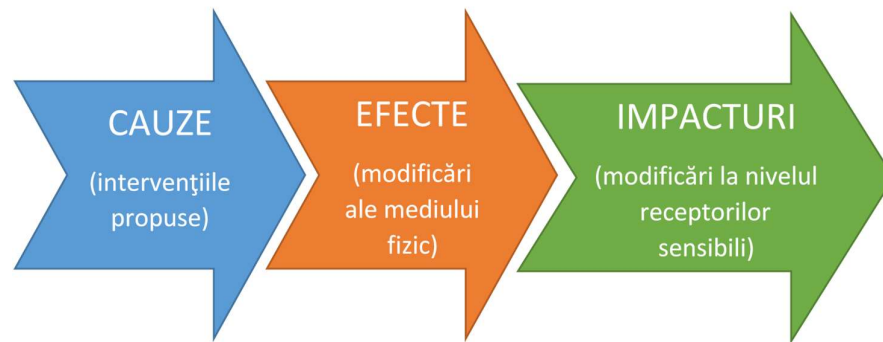 CAUZE
(intervenţiile
propuse)
EFECTE
(modificări
ale mediului
fizic)
IMPACTURI
(modificări la nivelul
receptorilor
sensibili)